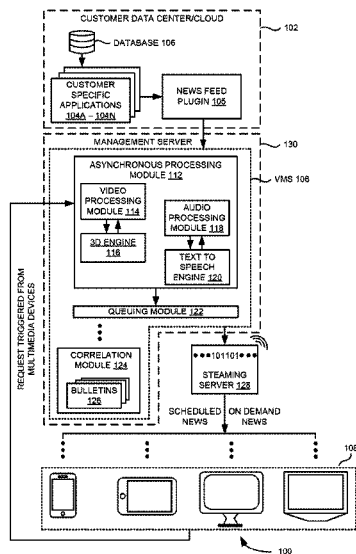 CUSTOMER DATA CENTER/CLOUD
102
DATABASE 106
CUSTOMER
SPECIFIC
APPLICATIONS
104A – 104N
NEWS FEED
PLUGIN 105
MANAGEMENT SERVER
130
ASYNCHRONOUS PROCESSING
MODULE 112
VMS 106
VIDEO
PROCESSING
MODULE 114
AUDIO
PROCESSING
MODULE 118
3D ENGINE
116
TEXT TO
SPEECH
ENGINE 120
QUEUING MODULE 122
REQUEST TRIGGERED FROM
MULTIMEDIA DEVICES
CORRELATION
MODULE 124
BULLETINS
126
101101
STEAMING
SERVER
128
SCHEDULED
NEWS
ON DEMAND
NEWS
108
100